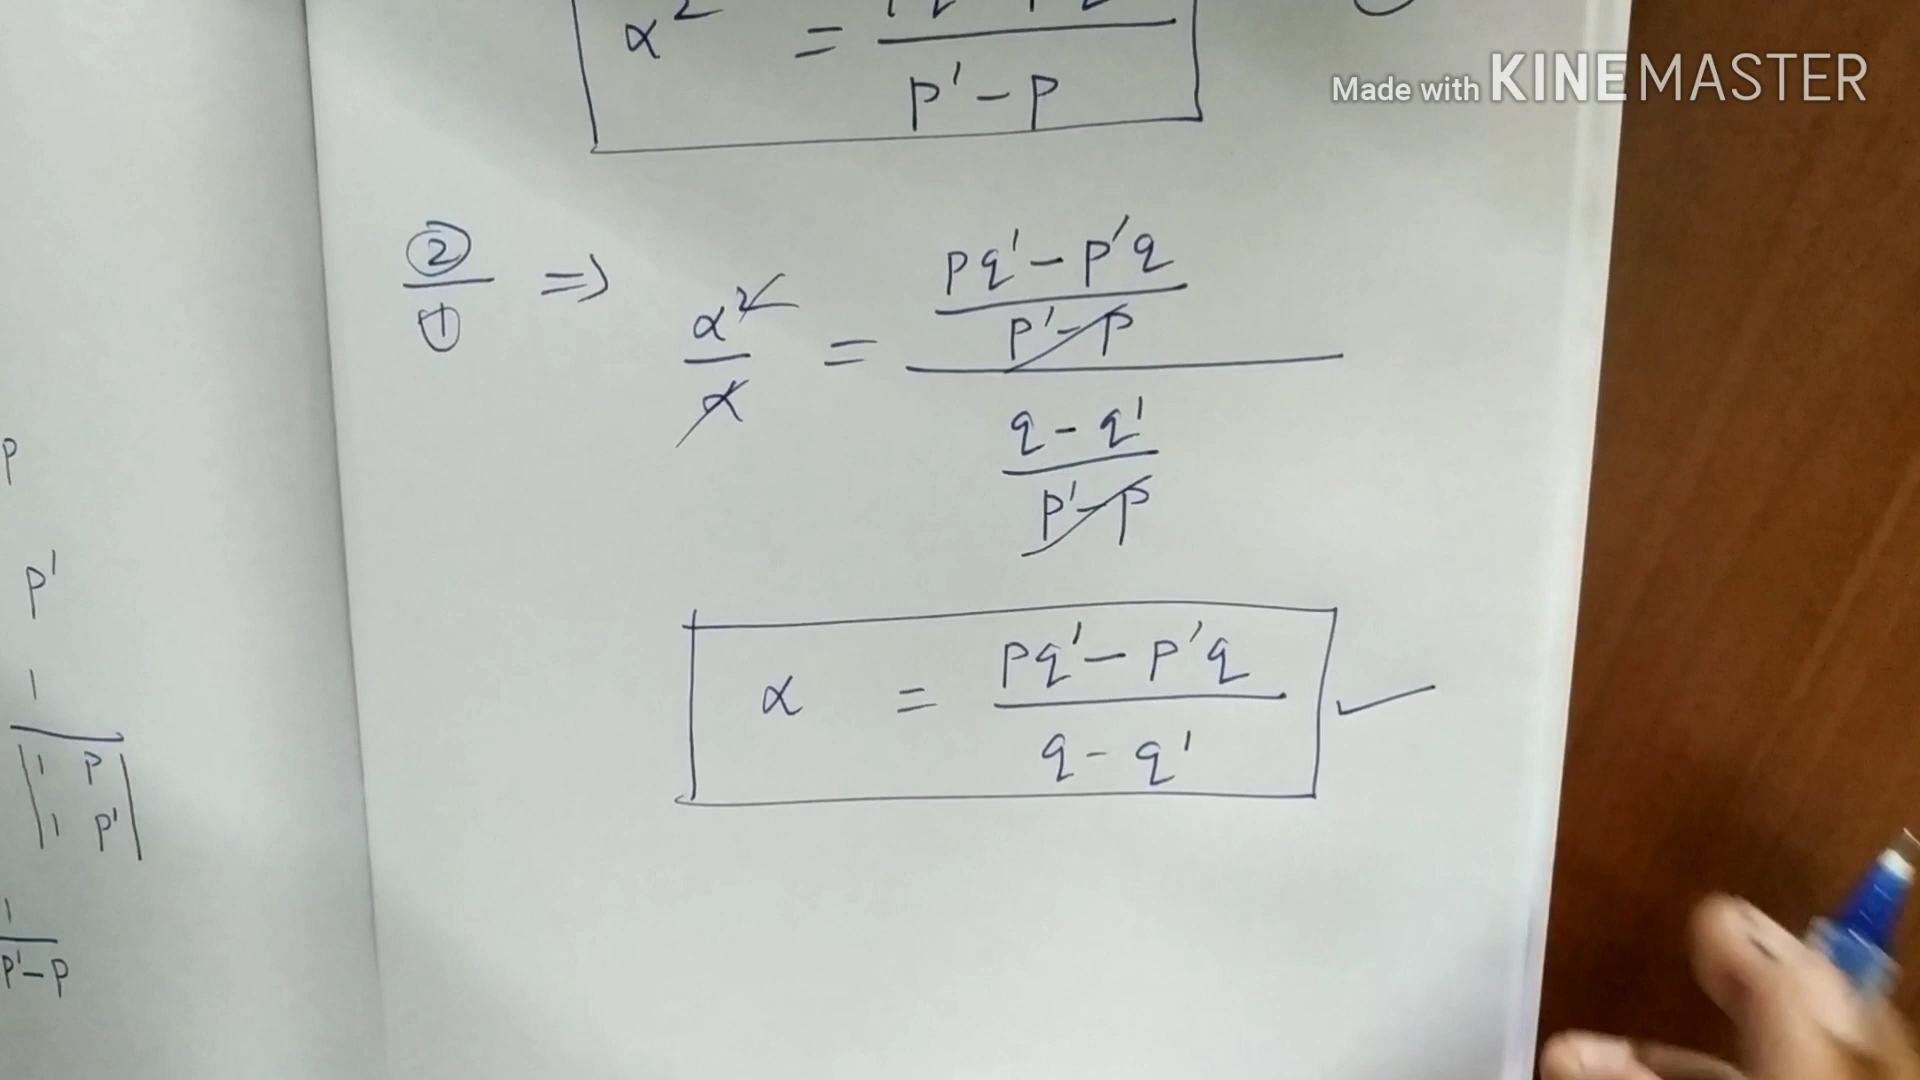 α² = / p' - p
Made with KINEMASTER
② / ① => α² / α = (pq' - p'q / p' - p) / (q - q' / p' - p)
α = pq' - p'q / q - q' ✓
p
p'
1
| 1 p |
| 1 p' |
1
p' - p